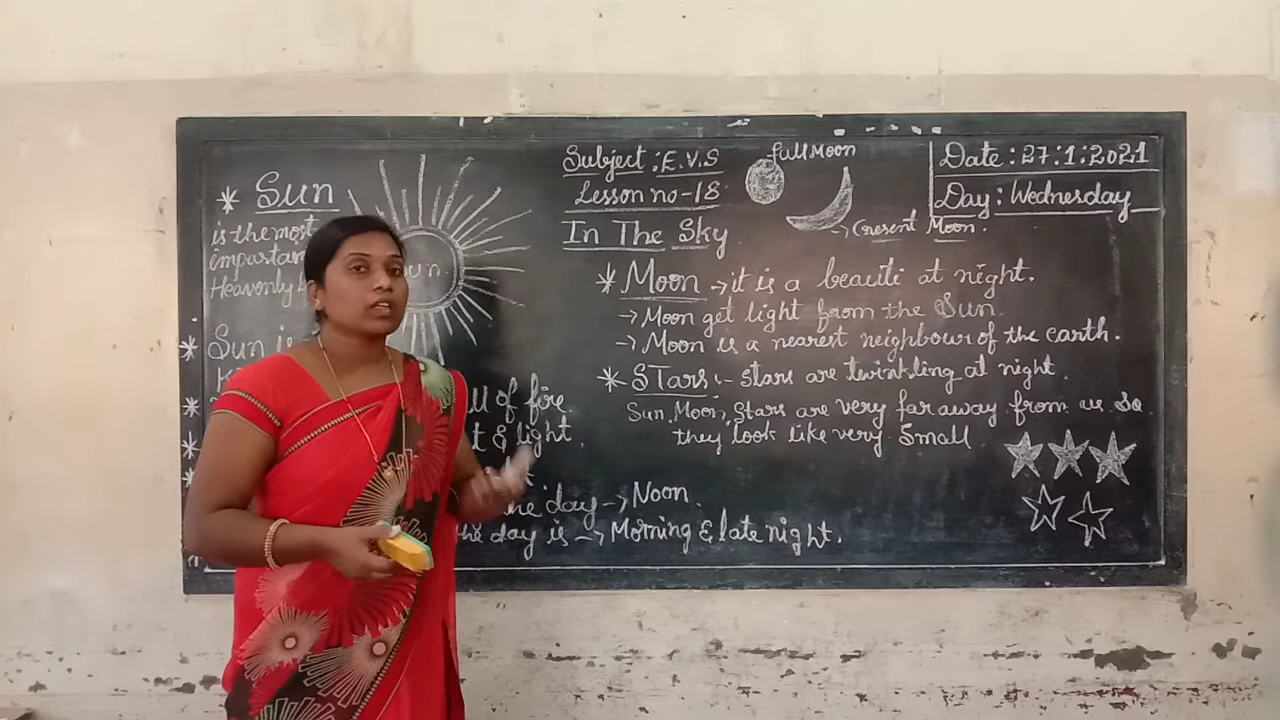 * Sun
is the most
Heavenly
* Sun is
*
*
*
ll of fire.
t & light.
the day → Noon.
the day is → Morning & late night.
un.
Subject : E.V.S
Lesson no-18
In The Sky
full Moon
→ Cresent Moon.
Date : 27:1:2021
Day : Wednesday
* Moon → it is a beauti at night.
→ Moon get light from the Sun.
→ Moon is a nearest neighbour of the earth.
* STars :- stars are twinkling at night.
Sun, Moon, Stars are very far away from us So
they look like very Small.